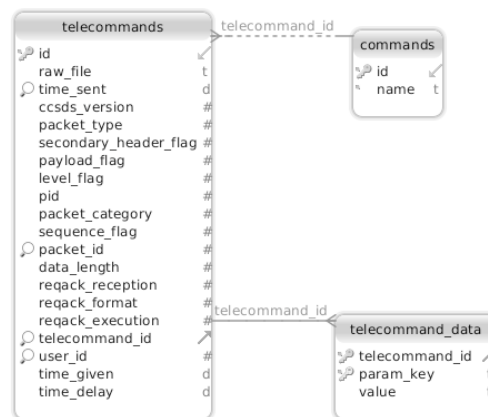 telecommands
id
raw_file t
time_sent d
ccsds_version #
packet_type #
secondary_header_flag #
payload_flag #
level_flag #
pid #
packet_category #
sequence_flag #
packet_id #
data_length #
reqack_reception #
reqack_format #
reqack_execution #
telecommand_id
user_id #
time_given d
time_delay d
telecommand_id
commands
id
name t
telecommand_id
telecommand_data
telecommand_id
param_key
value